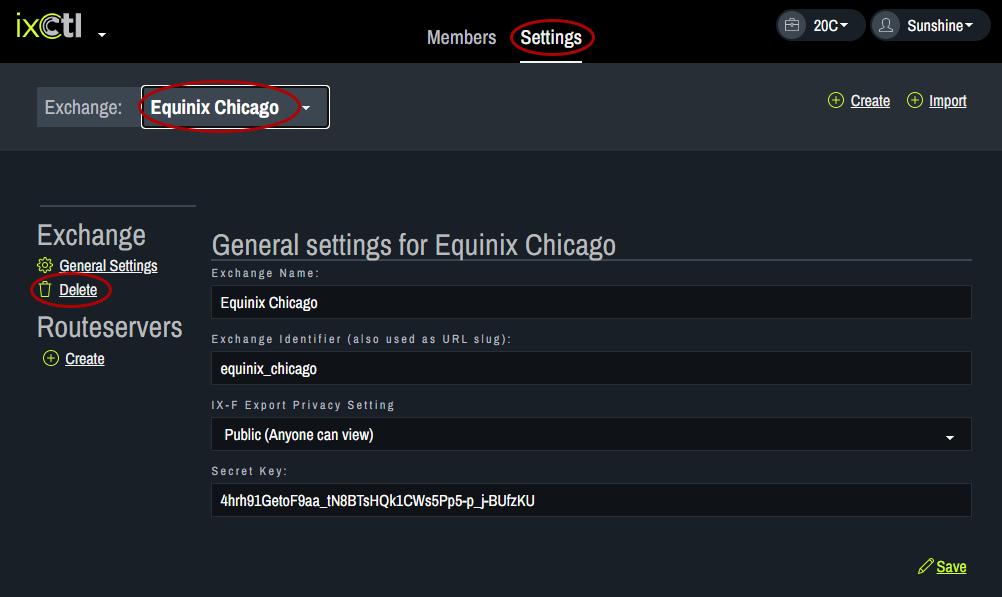 ixCtl
Members
Settings
20C
Sunshine
Exchange:
Equinix Chicago
Create
Import
Exchange
General Settings
Delete
Routeservers
Create
General settings for Equinix Chicago
Exchange Name:
Equinix Chicago
Exchange Identifier (also used as URL slug):
equinix_chicago
IX-F Export Privacy Setting
Public (Anyone can view)
Secret Key:
4hrh91GetoF9aa_tN8BTsHQk1CWs5Pp5-p_j-BUfzKU
Save